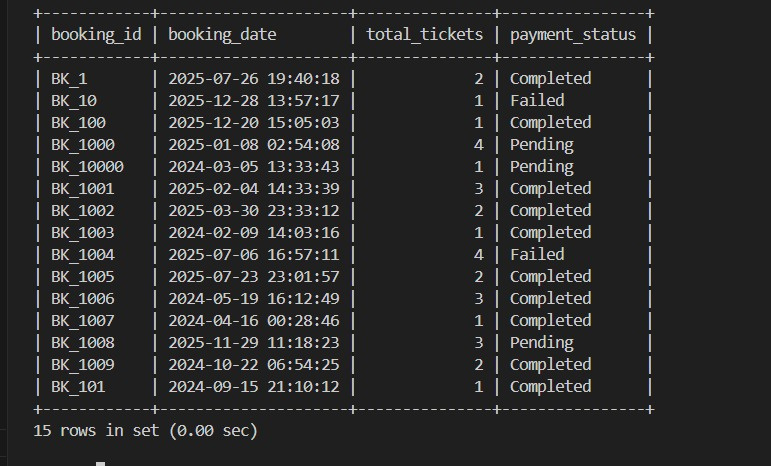 +------------+---------------------+---------------+----------------+
| booking_id | booking_date        | total_tickets | payment_status |
+------------+---------------------+---------------+----------------+
| BK_1       | 2025-07-26 19:40:18 |             2 | Completed      |
| BK_10      | 2025-12-28 13:57:17 |             1 | Failed         |
| BK_100     | 2025-12-20 15:05:03 |             1 | Completed      |
| BK_1000    | 2025-01-08 02:54:08 |             4 | Pending        |
| BK_10000   | 2024-03-05 13:33:43 |             1 | Pending        |
| BK_1001    | 2025-02-04 14:33:39 |             3 | Completed      |
| BK_1002    | 2025-03-30 23:33:12 |             2 | Completed      |
| BK_1003    | 2024-02-09 14:03:16 |             1 | Completed      |
| BK_1004    | 2025-07-06 16:57:11 |             4 | Failed         |
| BK_1005    | 2025-07-23 23:01:57 |             2 | Completed      |
| BK_1006    | 2024-05-19 16:12:49 |             3 | Completed      |
| BK_1007    | 2024-04-16 00:28:46 |             1 | Completed      |
| BK_1008    | 2025-11-29 11:18:23 |             3 | Pending        |
| BK_1009    | 2024-10-22 06:54:25 |             2 | Completed      |
| BK_101     | 2024-09-15 21:10:12 |             1 | Completed      |
+------------+---------------------+---------------+----------------+
15 rows in set (0.00 sec)